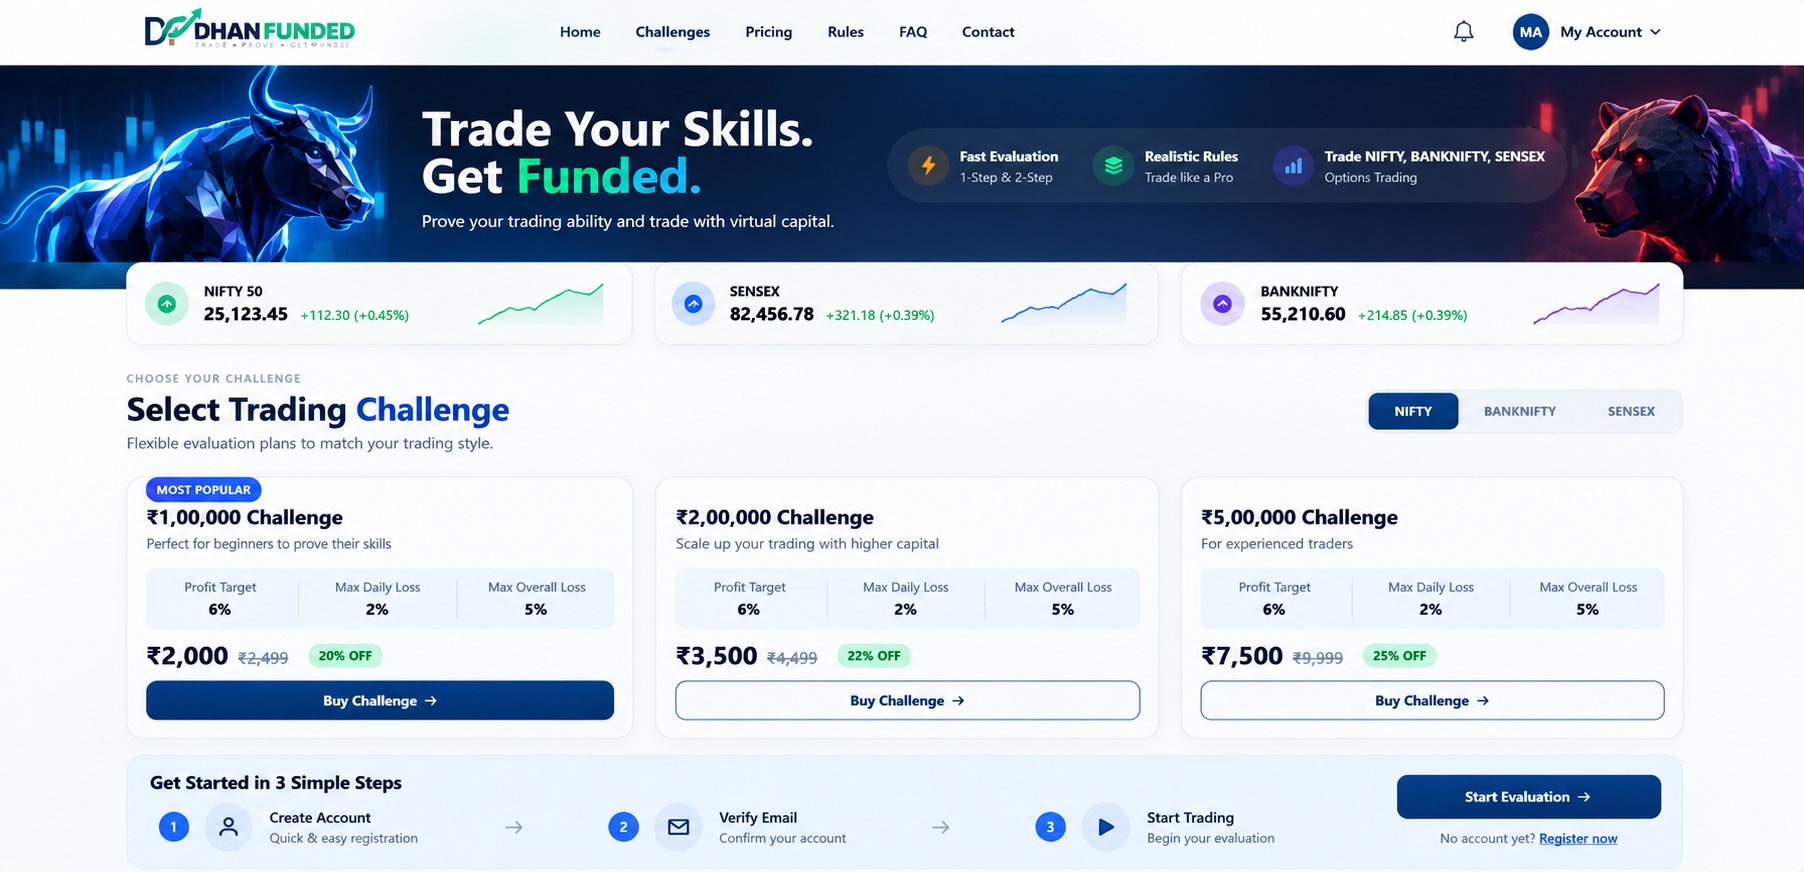 DHAN FUNDED
Home
Challenges
Pricing
Rules
FAQ
Contact
MA
My Account
Trade Your Skills.
Get Funded.
Prove your trading ability and trade with virtual capital.
Fast Evaluation
1-Step & 2-Step
Realistic Rules
Trade like a Pro
Trade NIFTY, BANKNIFTY, SENSEX
Options Trading
NIFTY 50
25,123.45 +112.30 (+0.45%)
SENSEX
82,456.78 +321.18 (+0.39%)
BANKNIFTY
55,210.60 +214.85 (+0.39%)
CHOOSE YOUR CHALLENGE
Select Trading Challenge
Flexible evaluation plans to match your trading style.
NIFTY
BANKNIFTY
SENSEX
MOST POPULAR
₹1,00,000 Challenge
Perfect for beginners to prove their skills
Profit Target
6%
Max Daily Loss
2%
Max Overall Loss
5%
₹2,000 ₹2,499 20% OFF
Buy Challenge →
₹2,00,000 Challenge
Scale up your trading with higher capital
Profit Target
6%
Max Daily Loss
2%
Max Overall Loss
5%
₹3,500 ₹4,499 22% OFF
Buy Challenge →
₹5,00,000 Challenge
For experienced traders
Profit Target
6%
Max Daily Loss
2%
Max Overall Loss
5%
₹7,500 ₹9,999 25% OFF
Buy Challenge →
Get Started in 3 Simple Steps
1
Create Account
Quick & easy registration
→
2
Verify Email
Confirm your account
→
3
Start Trading
Begin your evaluation
Start Evaluation →
No account yet? Register now